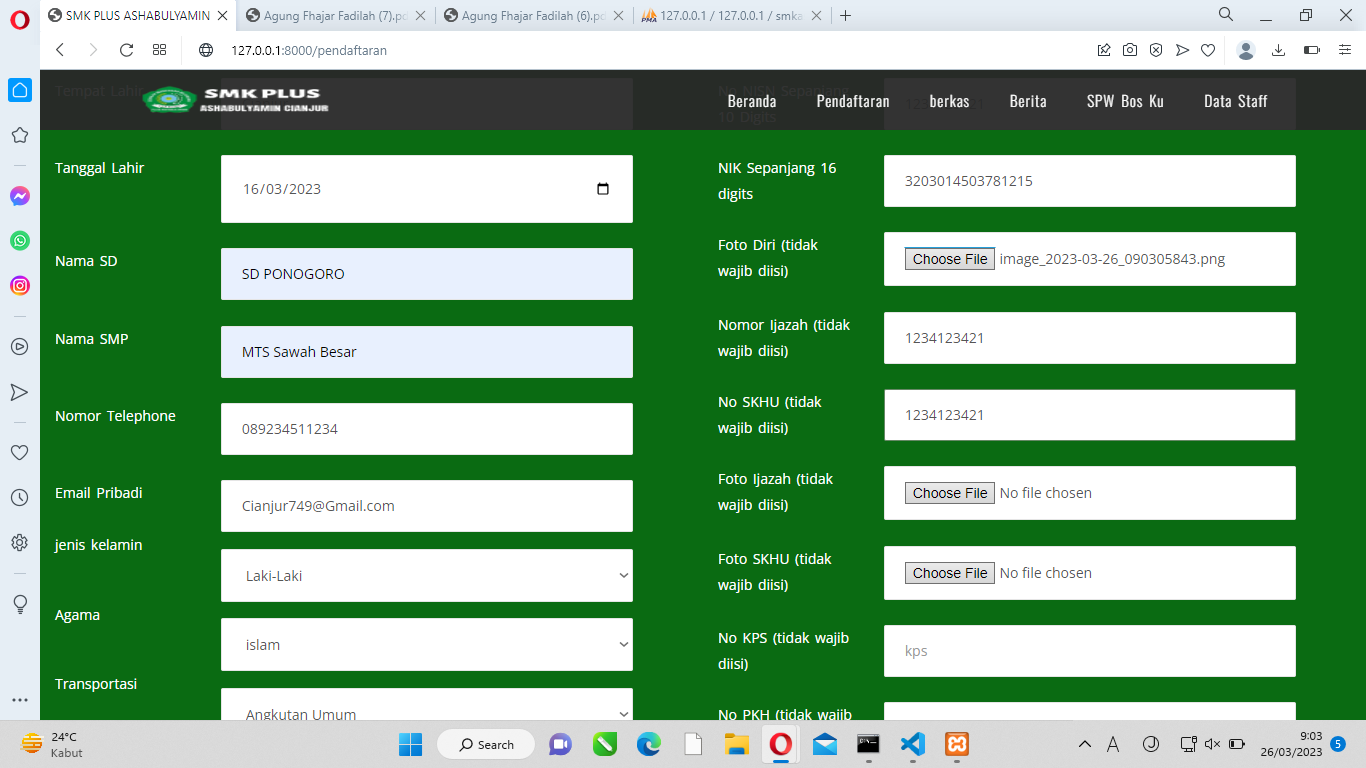 SMK PLUS ASHABULYAMIN
Agung Fhajar Fadilah (7).pd
Agung Fhajar Fadilah (6).pd
127.0.0.1 / 127.0.0.1 / smka
127.0.0.1:8000/pendaftaran
SMK PLUS
ASHABULYAMIN CIANJUR
Beranda
Pendaftaran
berkas
Berita
SPW Bos Ku
Data Staff
Tempat Lahir
No NISN Sepanjang
10 Digits
Tanggal Lahir
16/03/2023
Nama SD
SD PONOGORO
Nama SMP
MTS Sawah Besar
Nomor Telephone
089234511234
Email Pribadi
Cianjur749@Gmail.com
jenis kelamin
Laki-Laki
Agama
islam
Transportasi
Angkutan Umum
NIK Sepanjang 16
digits
3203014503781215
Foto Diri (tidak
wajib diisi)
Choose File image_2023-03-26_090305843.png
Nomor Ijazah (tidak
wajib diisi)
1234123421
No SKHU (tidak
wajib diisi)
1234123421
Foto Ijazah (tidak
wajib diisi)
Choose File No file chosen
Foto SKHU (tidak
wajib diisi)
Choose File No file chosen
No KPS (tidak wajib
diisi)
kps
No PKH (tidak wajib
24°C
Kabut
Search
9:03
26/03/2023
5